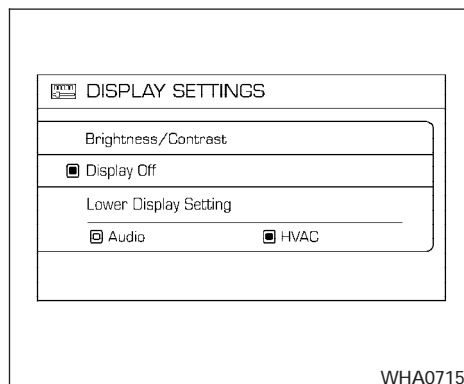 DISPLAY SETTINGS
Brightness/Contrast
Display Off
Lower Display Setting
Audio HVAC
WHA0715